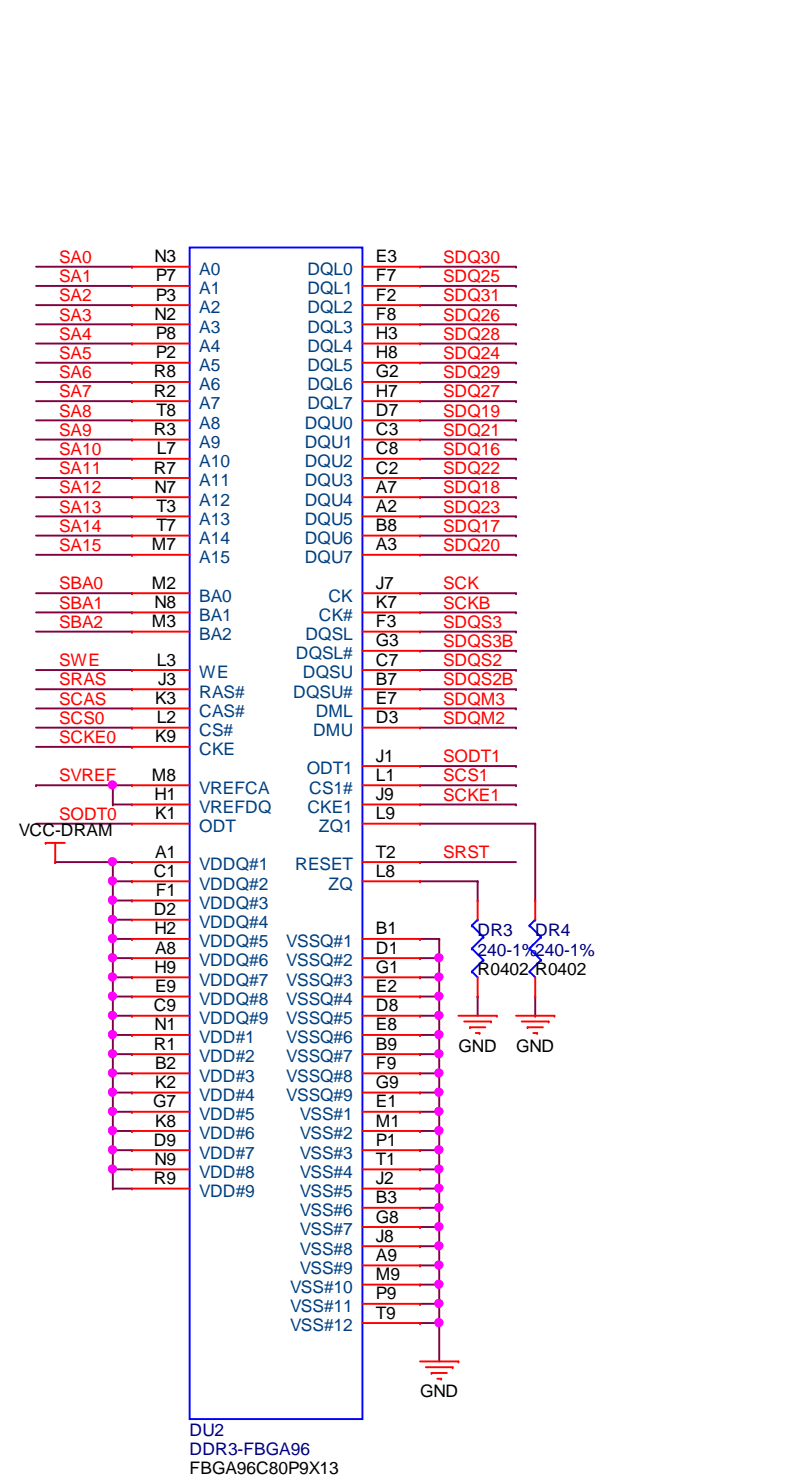 SA0 N3 A0 DQL0 E3 SDQ30
SA1 P7 A1 DQL1 F7 SDQ25
SA2 P3 A2 DQL2 F2 SDQ31
SA3 N2 A3 DQL3 F8 SDQ26
SA4 P8 A4 DQL4 H3 SDQ28
SA5 P2 A5 DQL5 H8 SDQ24
SA6 R8 A6 DQL6 G2 SDQ29
SA7 R2 A7 DQL7 H7 SDQ27
SA8 T8 A8 DQU0 D7 SDQ19
SA9 R3 A9 DQU1 C3 SDQ21
SA10 L7 A10 DQU2 C8 SDQ16
SA11 R7 A11 DQU3 C2 SDQ22
SA12 N7 A12 DQU4 A7 SDQ18
SA13 T3 A13 DQU5 A2 SDQ23
SA14 T7 A14 DQU6 B8 SDQ17
SA15 M7 A15 DQU7 A3 SDQ20
SBA0 M2 BA0 CK J7 SCK
SBA1 N8 BA1 CK# K7 SCKB
SBA2 M3 BA2 DQSL F3 SDQS3
DQSL# G3 SDQS3B
SWE L3 WE DQSU C7 SDQS2
SRAS J3 RAS# DQSU# B7 SDQS2B
SCAS K3 CAS# DML E7 SDQM3
SCS0 L2 CS# DMU D3 SDQM2
SCKE0 K9 CKE
ODT1 J1 SODT1
SVREF M8 VREFCA CS1# L1 SCS1
H1 VREFDQ CKE1 J9 SCKE1
SODT0 K1 ODT ZQ1 L9
VCC-DRAM
A1 VDDQ#1 RESET T2 SRST
C1 VDDQ#2 ZQ L8
F1 VDDQ#3
D2 VDDQ#4
H2 VDDQ#5 VSSQ#1 B1
A8 VDDQ#6 VSSQ#2 D1
H9 VDDQ#7 VSSQ#3 G1
E9 VDDQ#8 VSSQ#4 E2
C9 VDDQ#9 VSSQ#5 D8
N1 VDD#1 VSSQ#6 E8
R1 VDD#2 VSSQ#7 B9
B2 VDD#3 VSSQ#8 F9
K2 VDD#4 VSSQ#9 G9
G7 VDD#5 VSS#1 E1
K8 VDD#6 VSS#2 M1
D9 VDD#7 VSS#3 P1
N9 VDD#8 VSS#4 T1
R9 VDD#9 VSS#5 J2
VSS#6 B3
VSS#7 G8
VSS#8 J8
VSS#9 A9
VSS#10 M9
VSS#11 P9
VSS#12 T9
DR3 DR4
240-1% 240-1%
R0402 R0402
GND GND
GND
DU2
DDR3-FBGA96
FBGA96C80P9X13